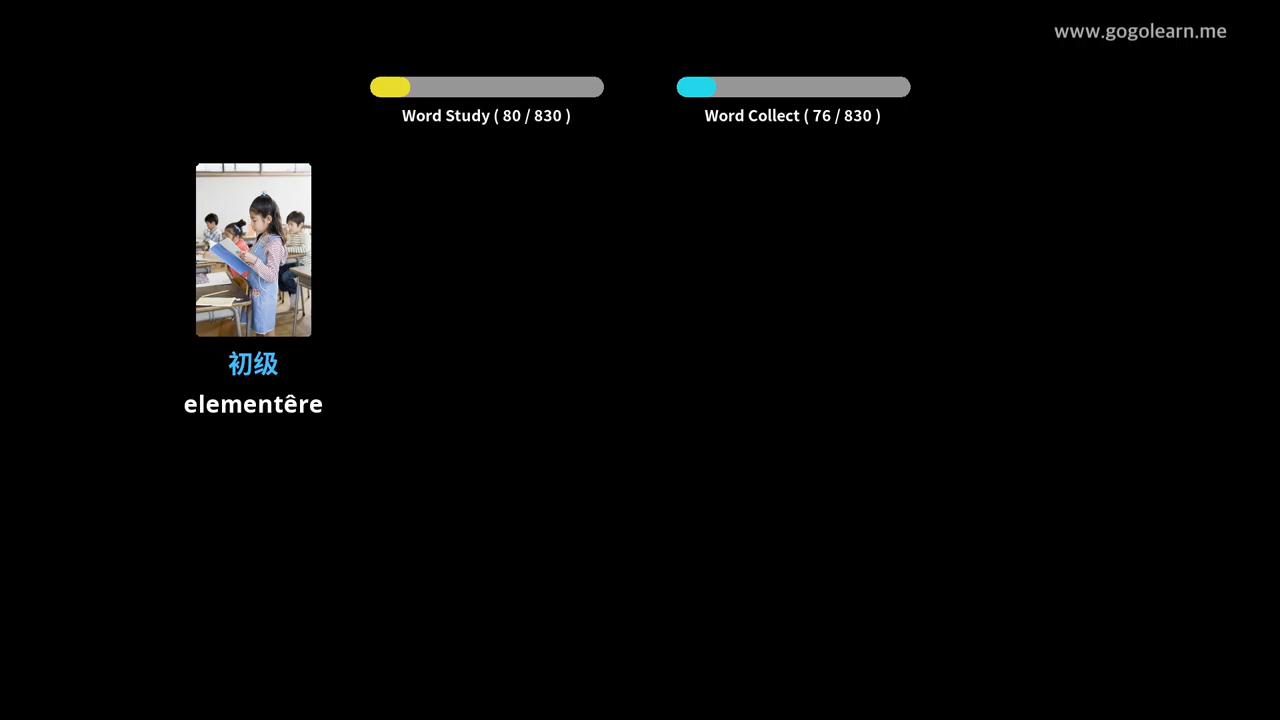 www.gogolearn.me
Word Study ( 80 / 830 )
Word Collect ( 76 / 830 )
初级
elementêre